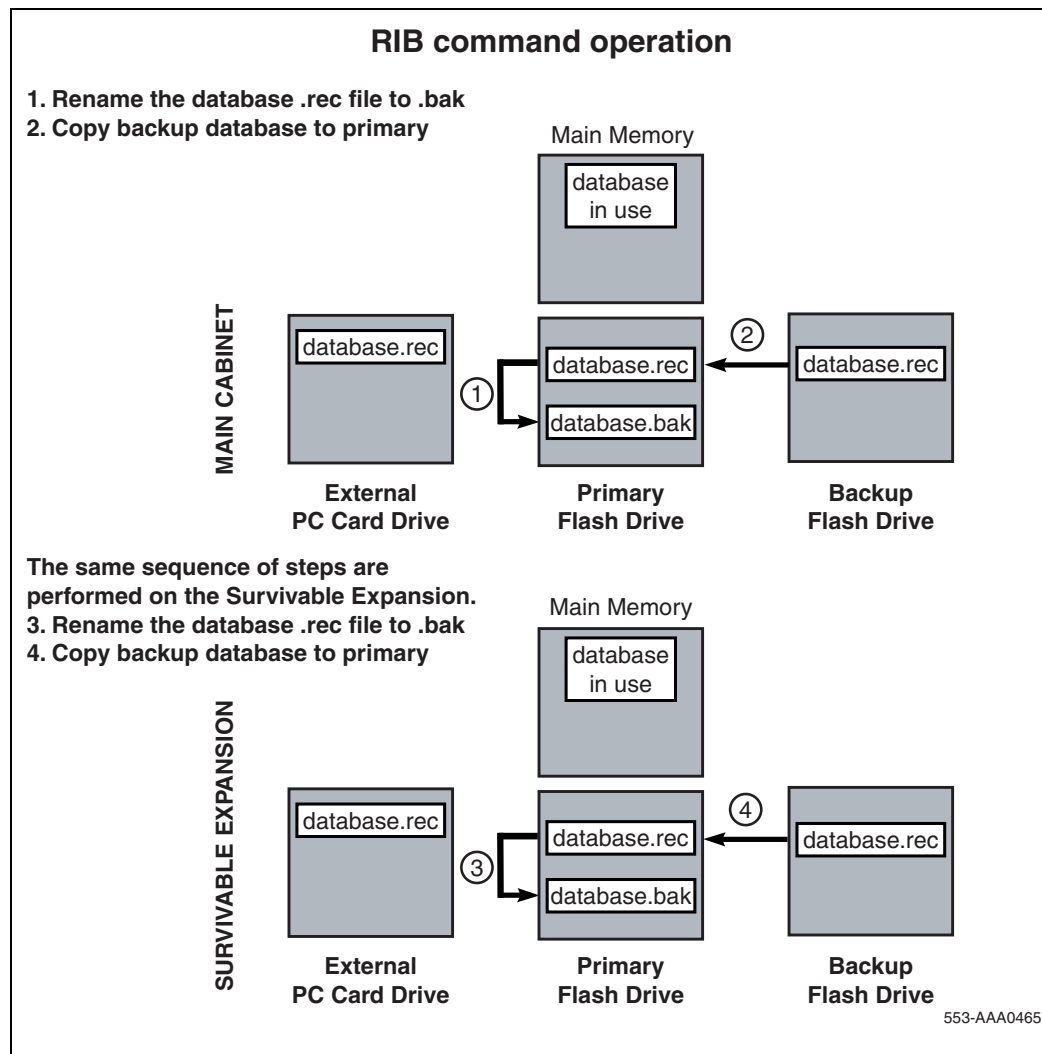 RIB command operation
1. Rename the database .rec file to .bak
2. Copy backup database to primary
Main Memory
database
in use
MAIN CABINET
database.rec
1
database.rec
database.bak
2
database.rec
External
PC Card Drive
Primary
Flash Drive
Backup
Flash Drive
The same sequence of steps are
performed on the Survivable Expansion.
3. Rename the database .rec file to .bak
4. Copy backup database to primary
Main Memory
database
in use
SURVIVABLE EXPANSION
database.rec
3
database.rec
database.bak
4
database.rec
External
PC Card Drive
Primary
Flash Drive
Backup
Flash Drive
553-AAA0465